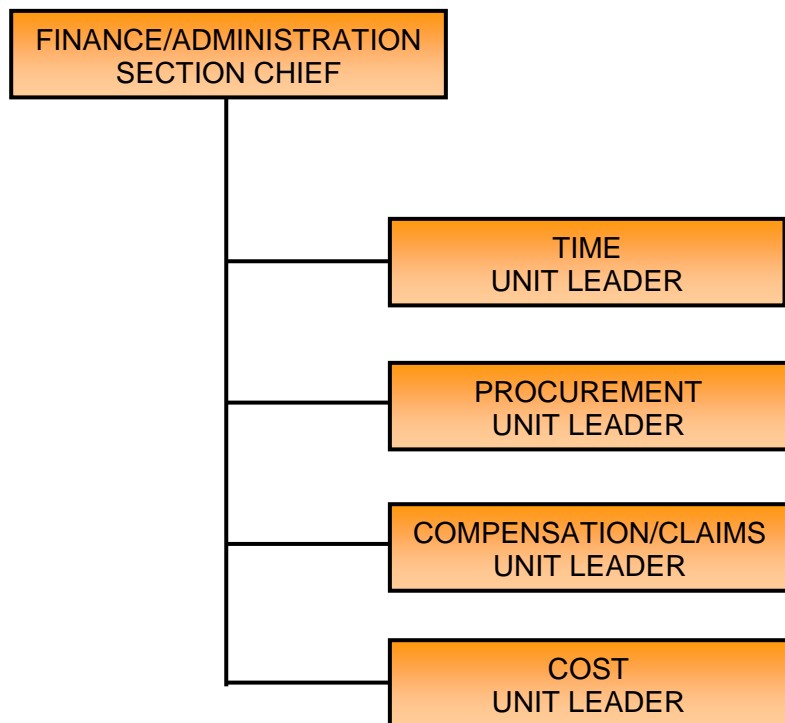 FINANCE/ADMINISTRATION
SECTION CHIEF
TIME
UNIT LEADER
PROCUREMENT
UNIT LEADER
COMPENSATION/CLAIMS
UNIT LEADER
COST
UNIT LEADER